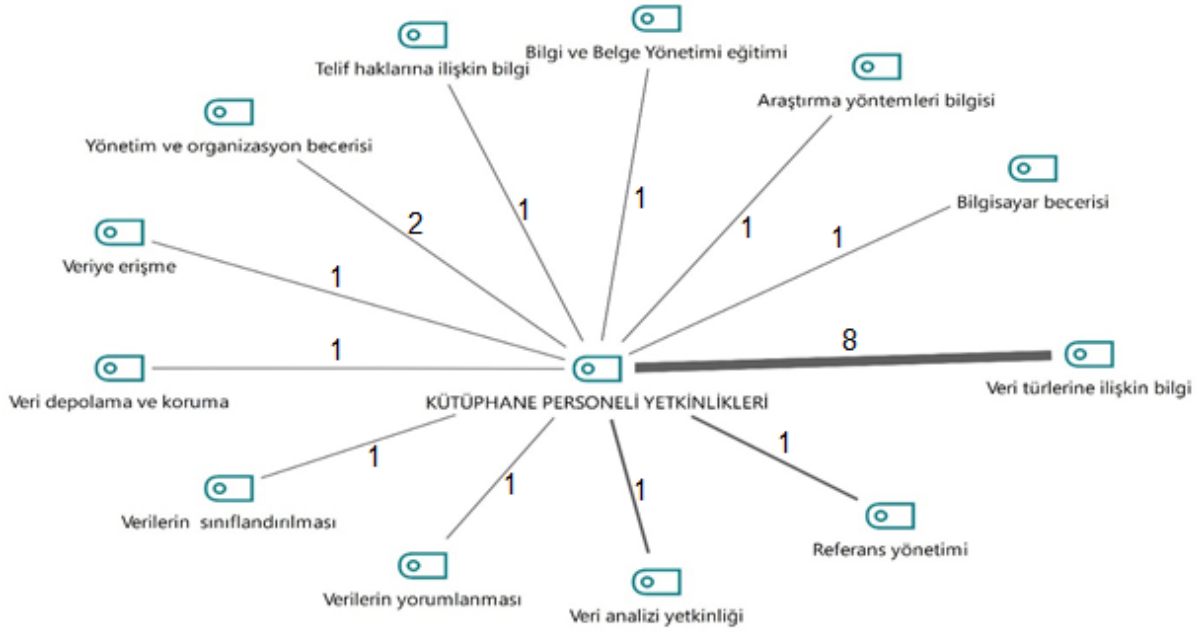 Bilgi ve Belge Yönetimi eğitimi
Telif haklarına ilişkin bilgi
Araştırma yöntemleri bilgisi
Yönetim ve organizasyon becerisi
Bilgisayar becerisi
1
1
2
1
1
Veriye erişme
1
1
8
Veri türlerine ilişkin bilgi
Veri depolama ve koruma
KÜTÜPHANE PERSONELİ YETKİNLİKLERİ
1
1
1
1
Verilerin sınıflandırılması
Referans yönetimi
Verilerin yorumlanması
Veri analizi yetkinliği